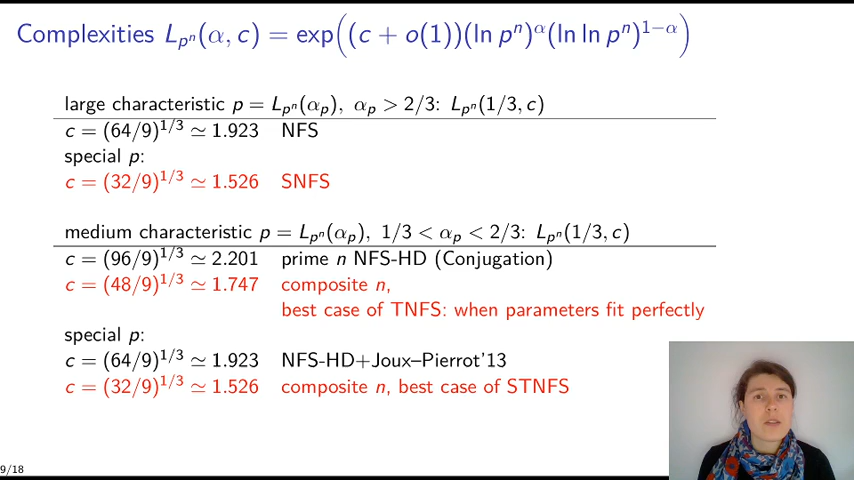 Complexities L_{p^n}(α, c) = exp((c + o(1))(ln p^n)^α(ln ln p^n)^{1−α})
large characteristic p = L_{p^n}(α_p), α_p > 2/3: L_{p^n}(1/3, c)
c = (64/9)^{1/3} ≃ 1.923 NFS
special p:
c = (32/9)^{1/3} ≃ 1.526 SNFS
medium characteristic p = L_{p^n}(α_p), 1/3 < α_p < 2/3: L_{p^n}(1/3, c)
c = (96/9)^{1/3} ≃ 2.201 prime n NFS-HD (Conjugation)
c = (48/9)^{1/3} ≃ 1.747 composite n,
best case of TNFS: when parameters fit perfectly
special p:
c = (64/9)^{1/3} ≃ 1.923 NFS-HD+Joux–Pierrot'13
c = (32/9)^{1/3} ≃ 1.526 composite n, best case of STNFS
9/18